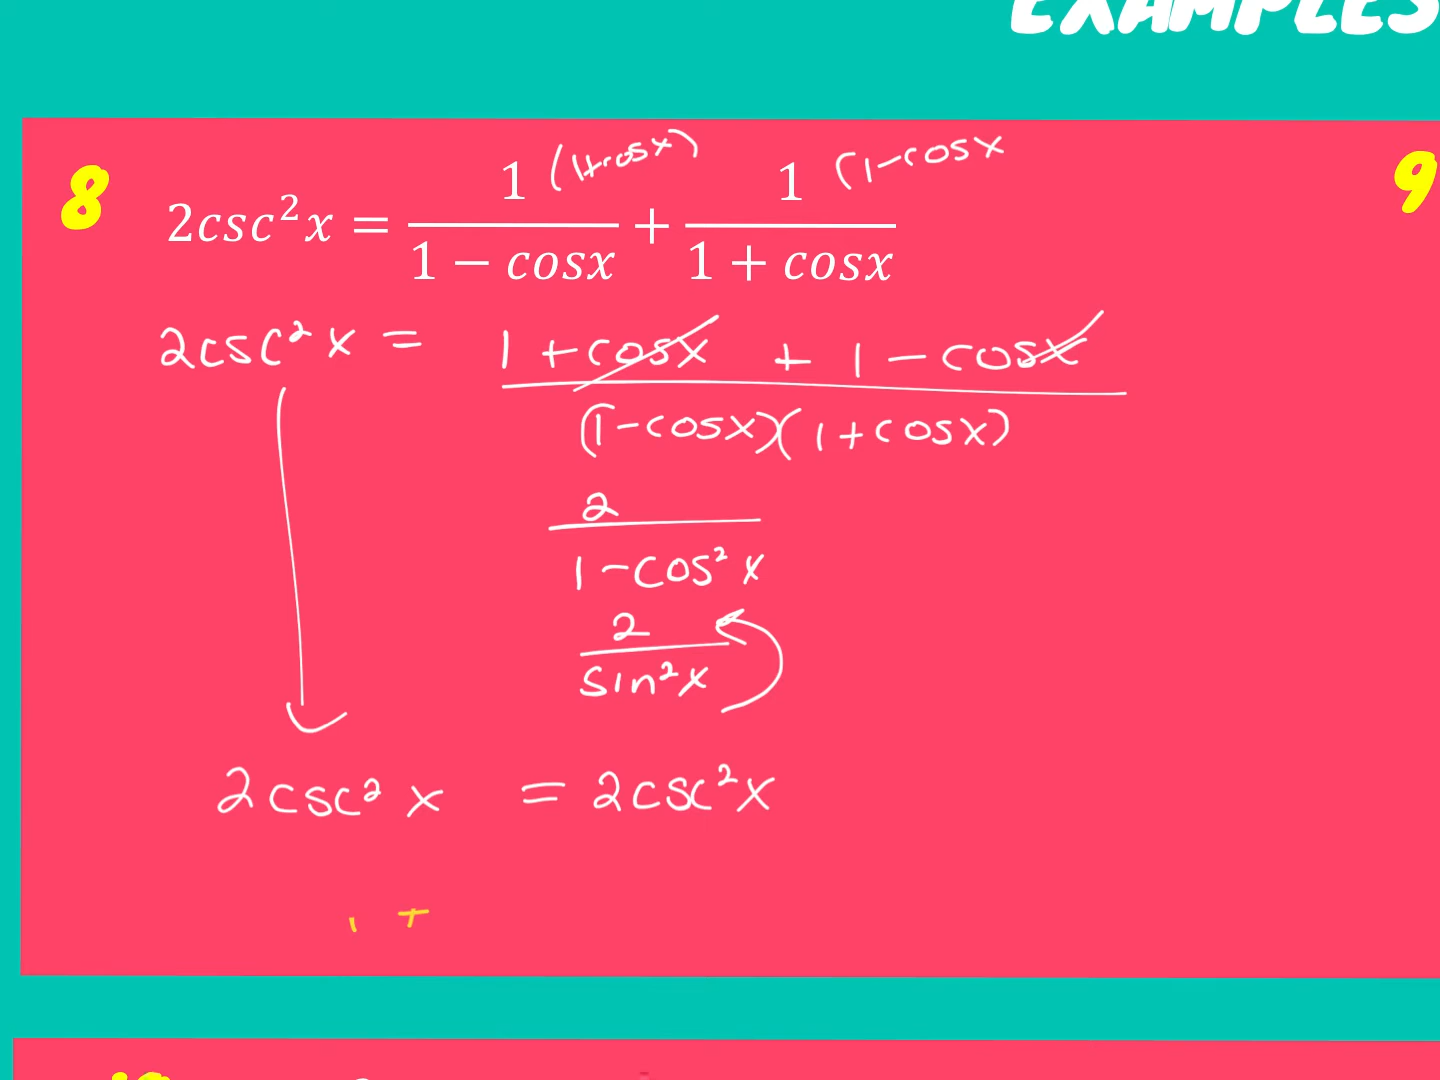 EXAMPLES
8
9
2csc²x = 1/(1 − cosx) + 1/(1 + cosx)
(1+cosx) (1-cosx
2csc²x = (1 + cosx + 1 - cosx)/((1-cosx)(1+cosx))
2/(1-cos²x)
2/(sin²x)
2csc²x = 2csc²x